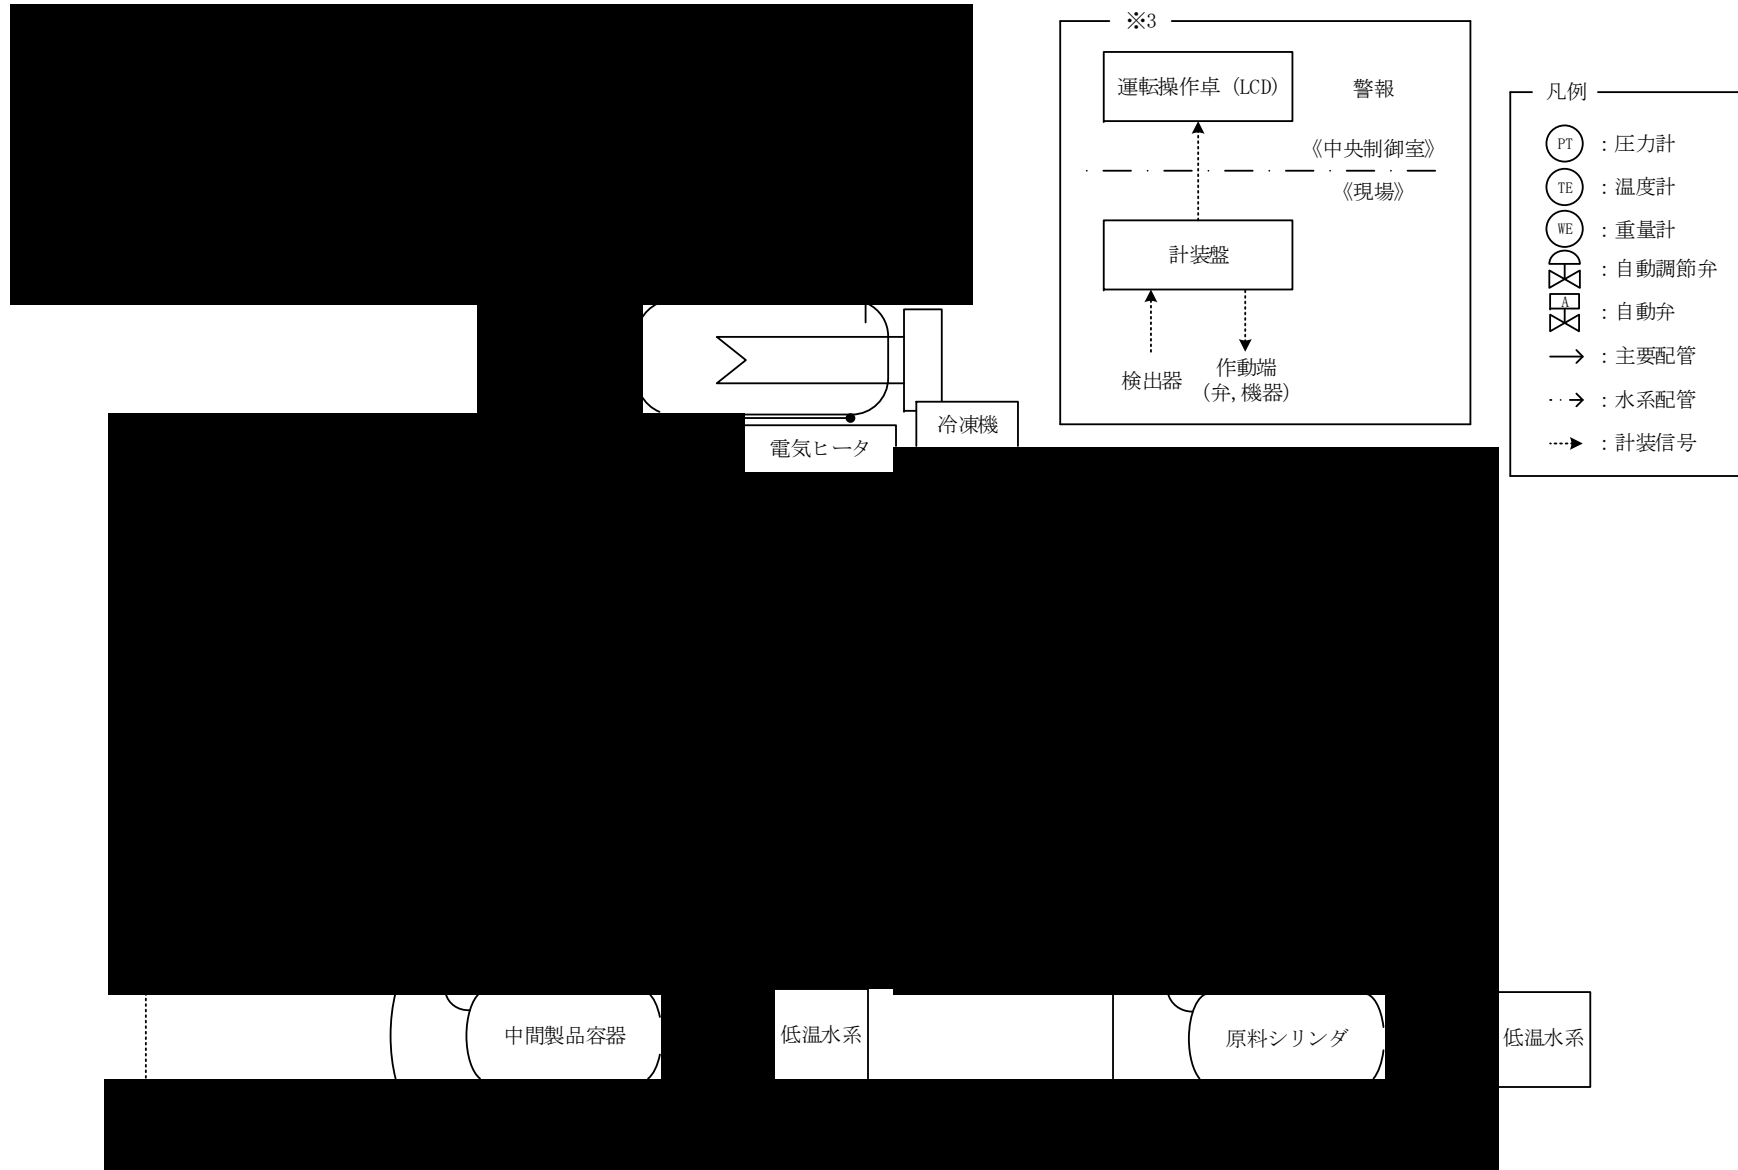 ※3
運転操作卓 (LCD)
警報
《中央制御室》
《現場》
計装盤
検出器
作動端
(弁,機器)
凡例
PT : 圧力計
TE : 温度計
WE : 重量計
: 自動調節弁
A : 自動弁
: 主要配管
: 水系配管
: 計装信号
冷凍機
電気ヒータ
中間製品容器
低温水系
原料シリンダ
低温水系